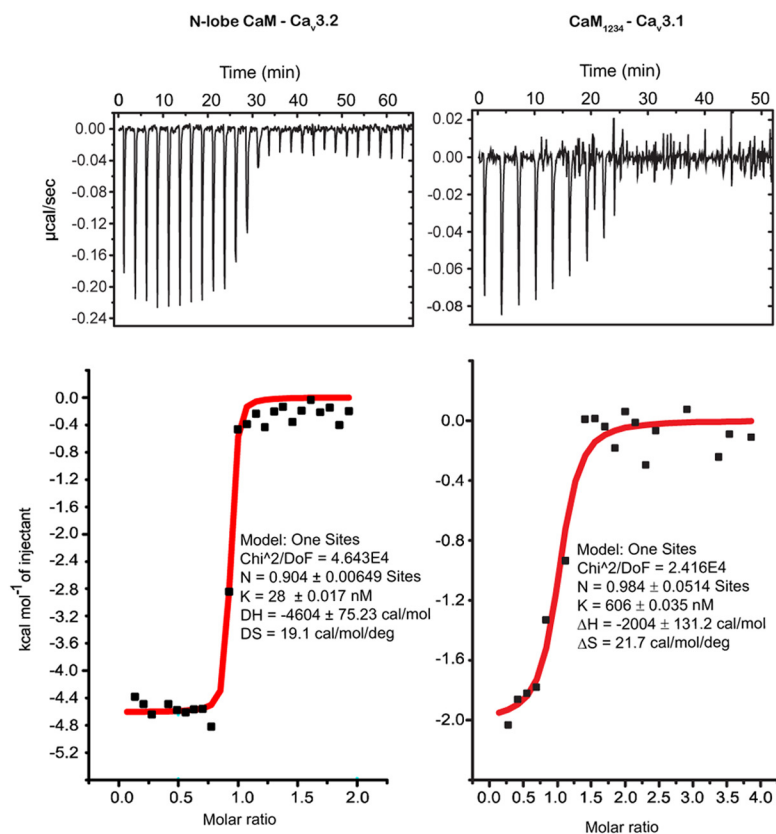 N-lobe CaM - Cav3.2
CaM1234 - Cav3.1
Time (min)
0 10 20 30 40 50 60
0.00
-0.04
-0.08
-0.12
-0.16
-0.20
-0.24
µcal/sec
Time (min)
0 10 20 30 40 50
0.02
0.00
-0.04
-0.08
0.0
-0.4
-1.2
-1.6
-2.0
-2.4
-2.8
-3.6
-4.0
-4.4
-4.8
-5.2
kcal mol-1 of injectant
Model: One Sites
Chi^2/DoF = 4.643E4
N = 0.904 ± 0.00649 Sites
K = 28 ± 0.017 nM
DH = -4604 ± 75.23 cal/mol
DS = 19.1 cal/mol/deg
0.0 0.5 1.0 1.5 2.0
Molar ratio
0.0
-0.4
-0.8
-1.2
-1.6
-2.0
Model: One Sites
Chi^2/DoF = 2.416E4
N = 0.984 ± 0.0514 Sites
K = 606 ± 0.035 nM
ΔH = -2004 ± 131.2 cal/mol
ΔS = 21.7 cal/mol/deg
0.0 0.5 1.0 1.5 2.0 2.5 3.0 3.5 4.0
Molar ratio